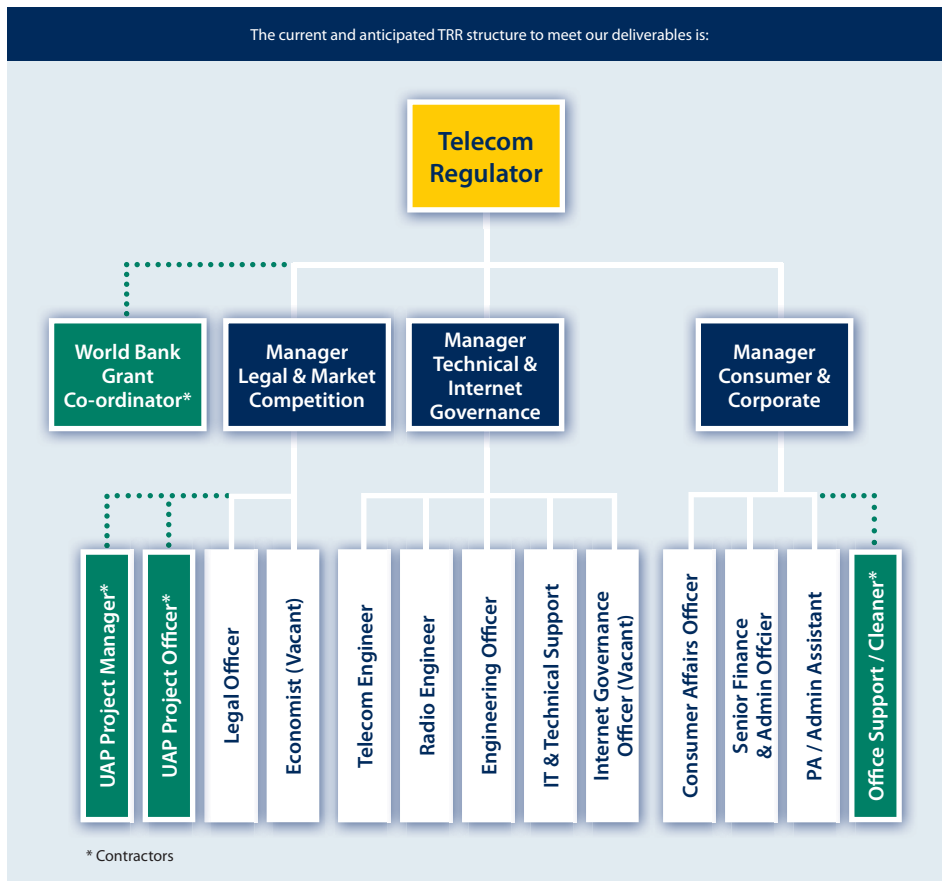 The current and anticipated TRR structure to meet our deliverables is:
Telecom
Regulator
World Bank
Grant
Co-ordinator*
Manager
Legal & Market
Competition
Manager
Technical &
Internet
Governance
Manager
Consumer &
Corporate
UAP Project Manager*
UAP Project Officer*
Legal Officer
Economist (Vacant)
Telecom Engineer
Radio Engineer
Engineering Officer
IT & Technical Support
Internet Governance
Officer (Vacant)
Consumer Affairs Officer
Senior Finance
& Admin Offcier
PA / Admin Assistant
Office Support / Cleaner*
* Contractors